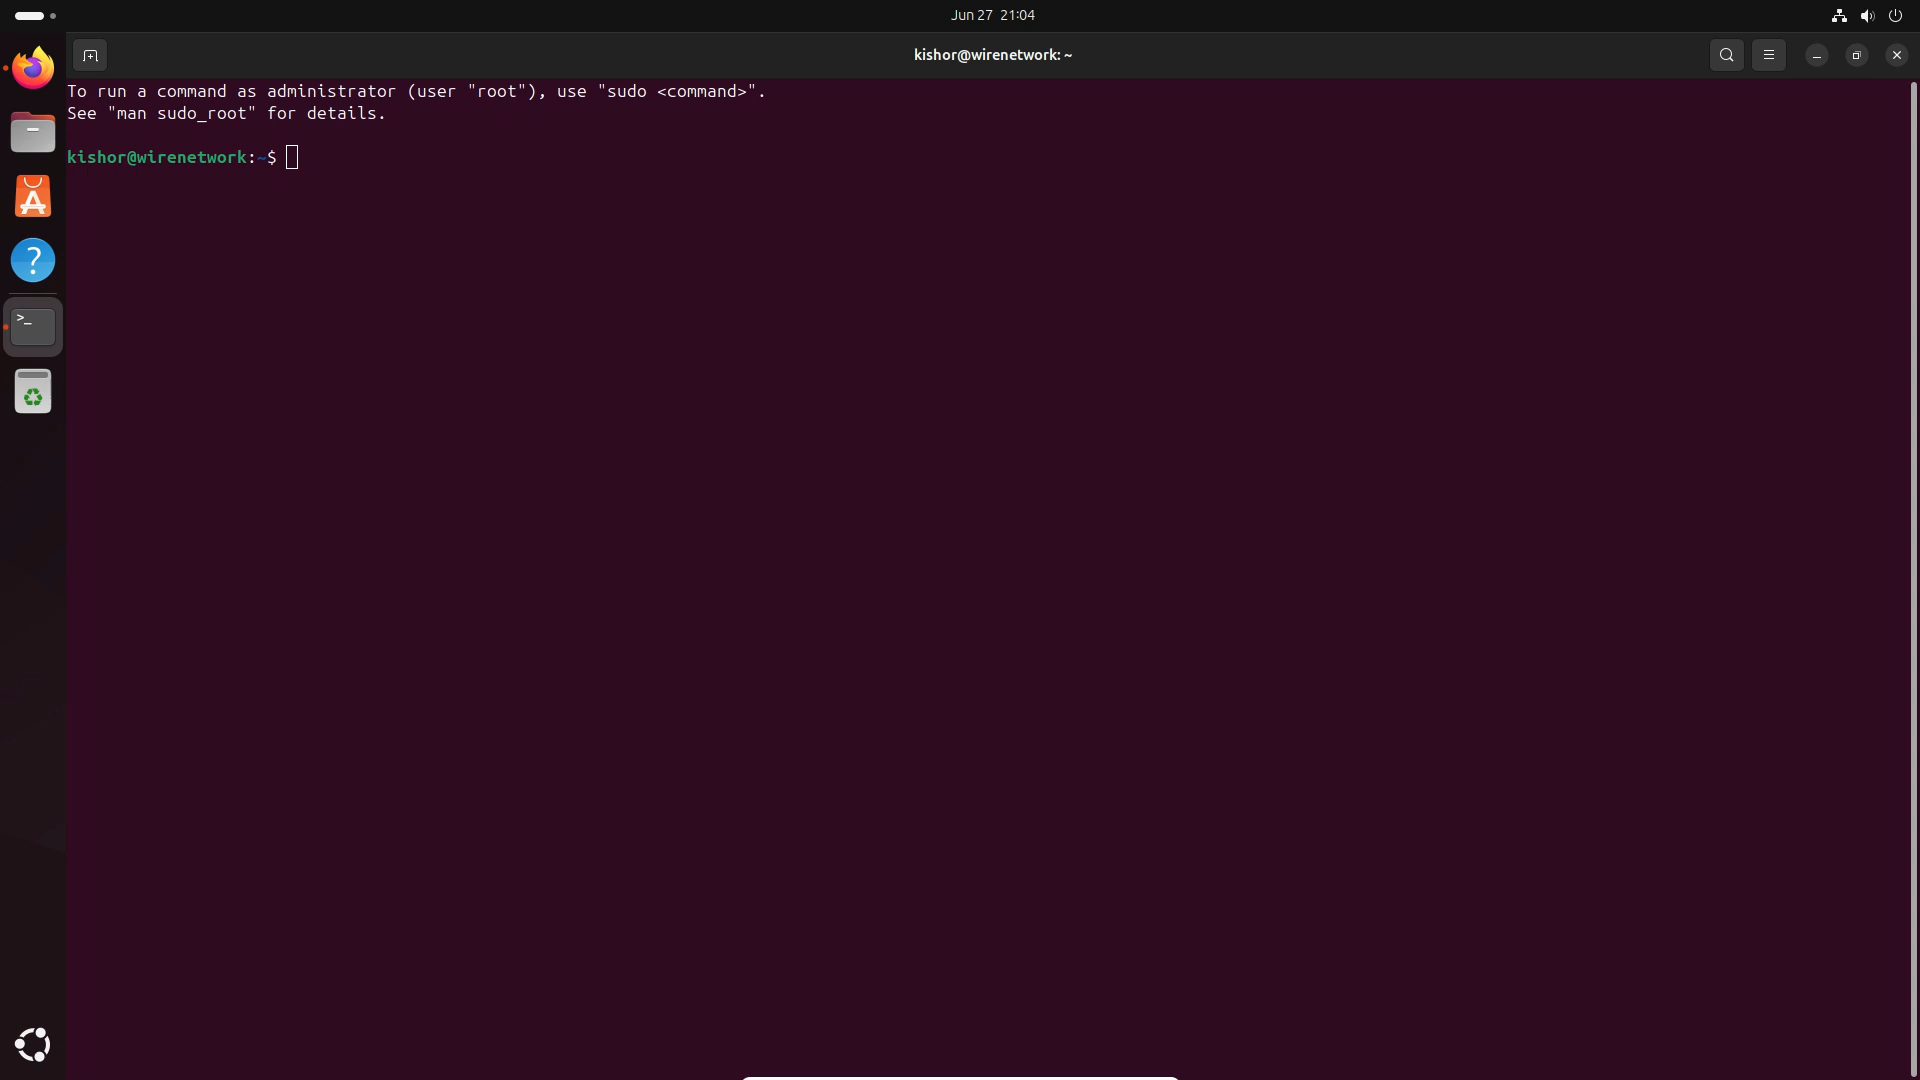 Jun 27 21:04
kishor@wirenetwork: ~
To run a command as administrator (user "root"), use "sudo <command>".
See "man sudo_root" for details.
kishor@wirenetwork:~$